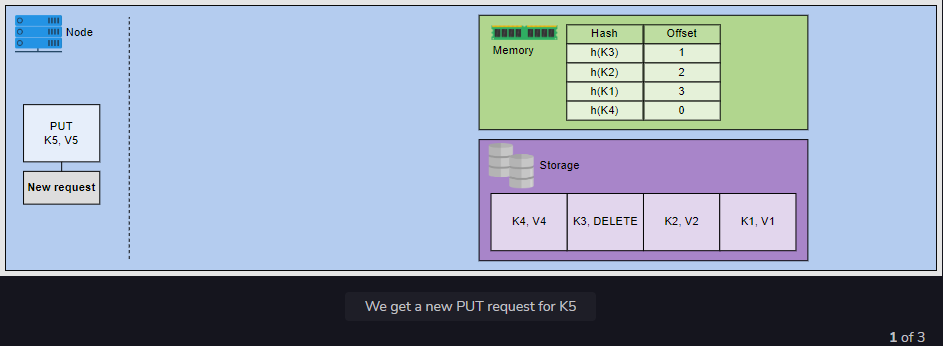 Node
PUT
K5, V5
New request
Memory
Hash Offset
h(K3) 1
h(K2) 2
h(K1) 3
h(K4) 0
Storage
K4, V4 K3, DELETE K2, V2 K1, V1
We get a new PUT request for K5
1 of 3